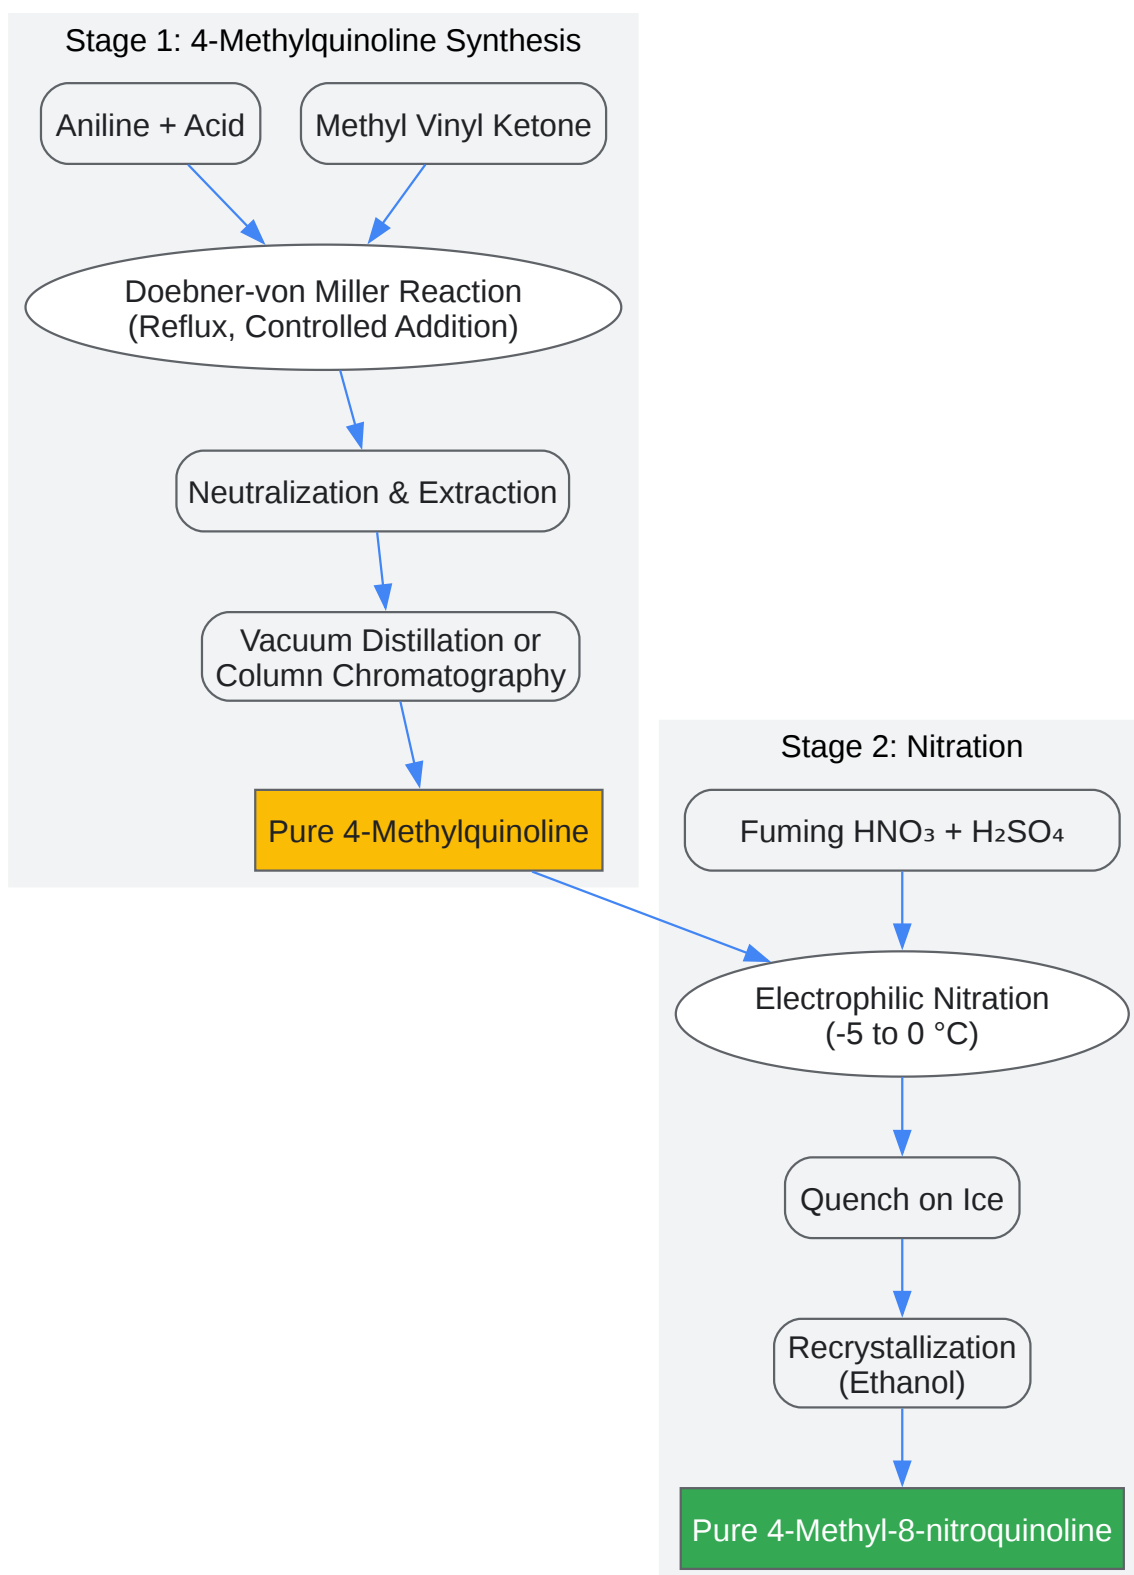 Stage 1: 4-Methylquinoline Synthesis
Aniline + Acid
Methyl Vinyl Ketone
Doebner-von Miller Reaction
(Reflux, Controlled Addition)
Neutralization & Extraction
Vacuum Distillation or
Column Chromatography
Pure 4-Methylquinoline
Stage 2: Nitration
Fuming HNO₃ + H₂SO₄
Electrophilic Nitration
(-5 to 0 °C)
Quench on Ice
Recrystallization
(Ethanol)
Pure 4-Methyl-8-nitroquinoline